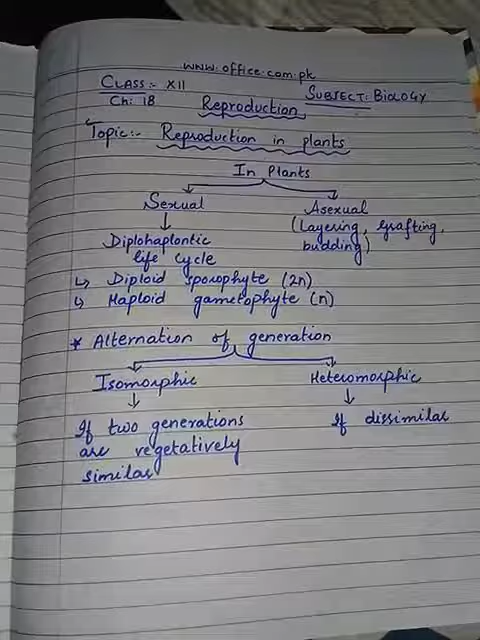 www.office.com.pk
CLASS:- XII
SUBJECT: BIOLOGY
Ch: 18
Reproduction
Topic:- Reproduction in plants
In Plants
Sexual
Asexual
(Layering, Grafting,
budding)
Diplohaplontic
life cycle
↳ Diploid sporophyte (2n)
↳ Haploid gametophyte (n)
* Alternation of generation
Isomorphic
Heteromorphic
If two generations
are vegetatively
similar
If dissimilar